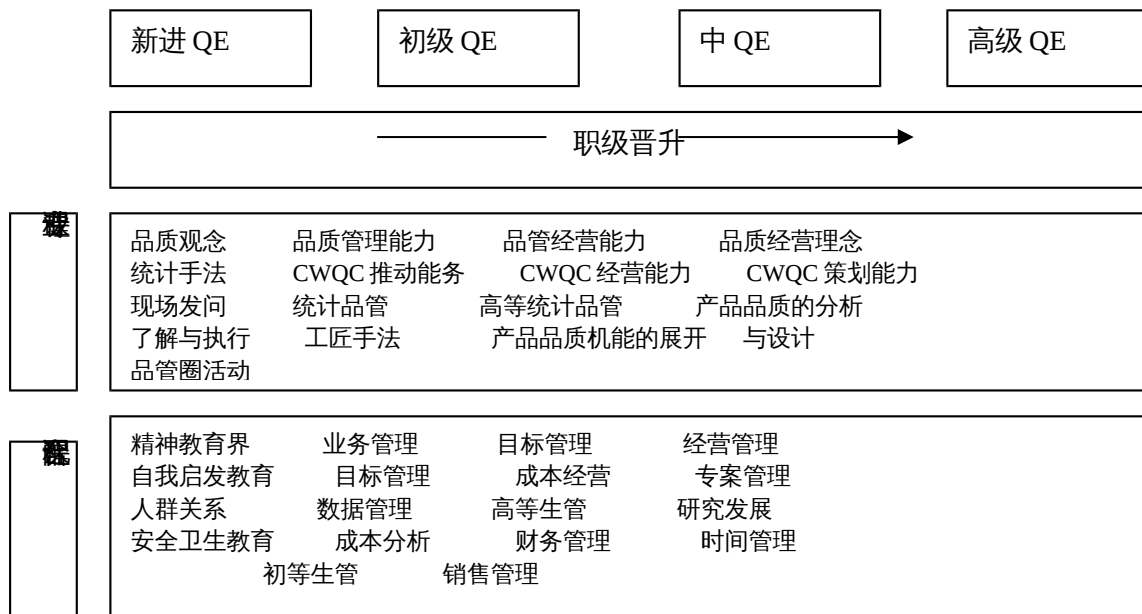 新进 QE 初级 QE 中 QE 高级 QE
职级晋升
品质观念 品质管理能力 品管经营能力 品质经营理念
统计手法 CWQC 推动能务 CWQC 经营能力 CWQC 策划能力
现场发问 统计品管 高等统计品管 产品品质的分析
了解与执行 工匠手法 产品品质机能的展开 与设计
品管圈活动
精神教育界 业务管理 目标管理 经营管理
自我启发教育 目标管理 成本经营 专案管理
人群关系 数据管理 高等生管 研究发展
安全卫生教育 成本分析 财务管理 时间管理
初等生管 销售管理